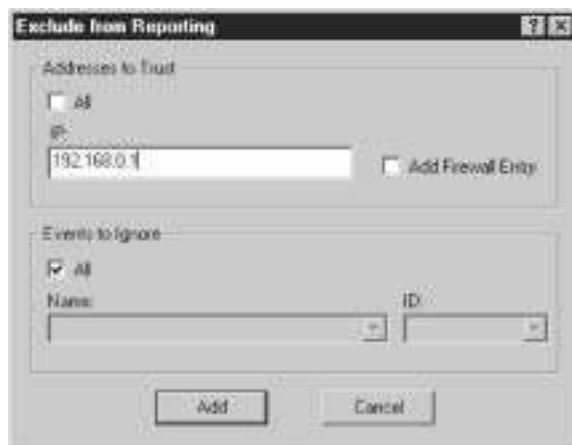 Exclude from Reporting
Addresses to Trust
All
IP:
192.168.0.1
Add Firewall Entry
Events to Ignore
All
Name:
ID:
Add
Cancel